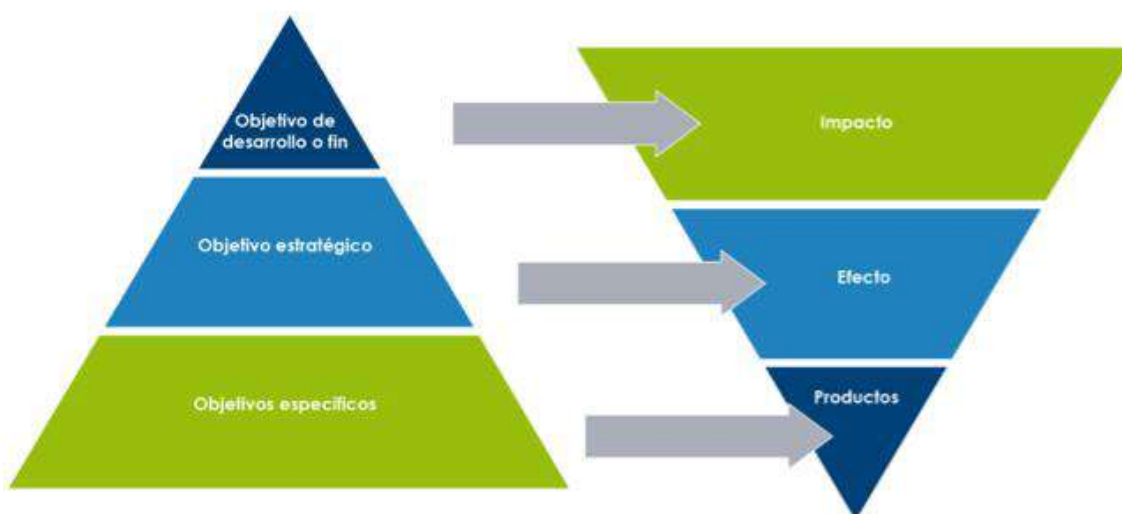 Objetivo de
desarrollo o fin
Impacto
Objetivo estratégico
Efecto
Objetivos específicos
Productos